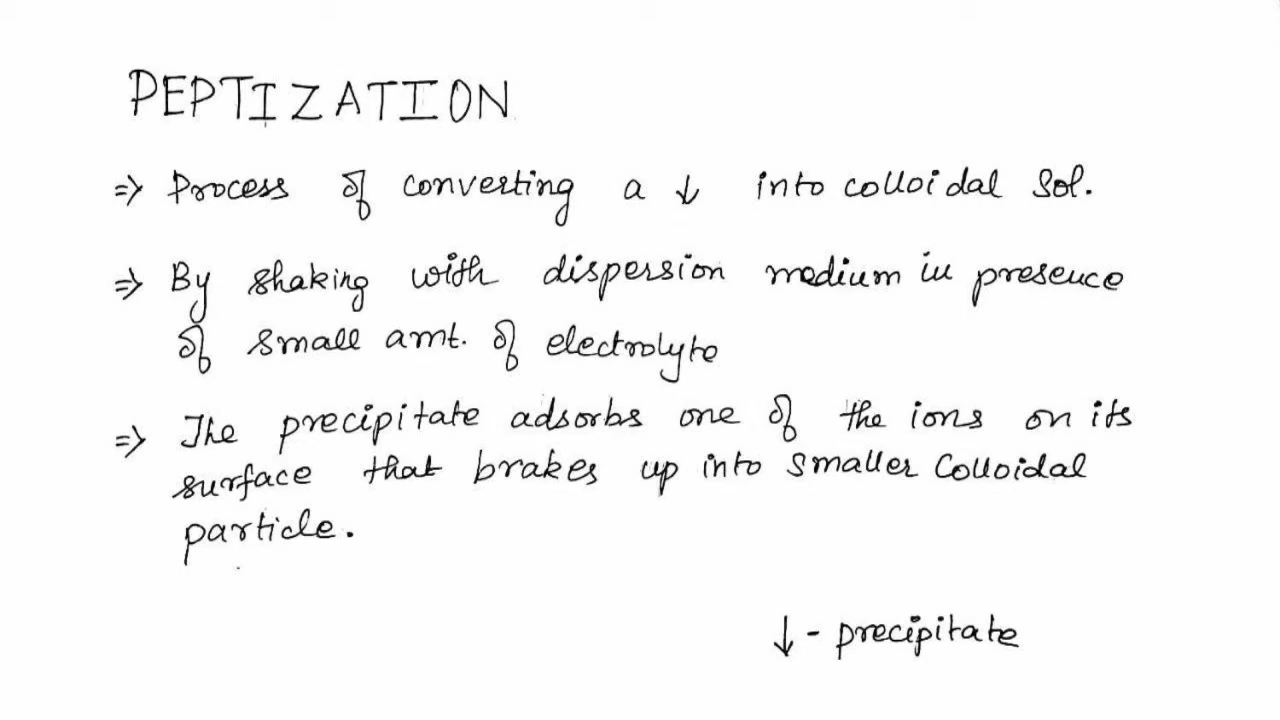 PEPTIZATION
⇒ Process of converting a ↓ into colloidal sol.
⇒ By shaking with dispersion medium in presence
of small amt. of electrolyte
⇒ The precipitate adsorbs one of the ions on its
surface that brakes up into smaller colloidal
particle.
↓ - precipitate